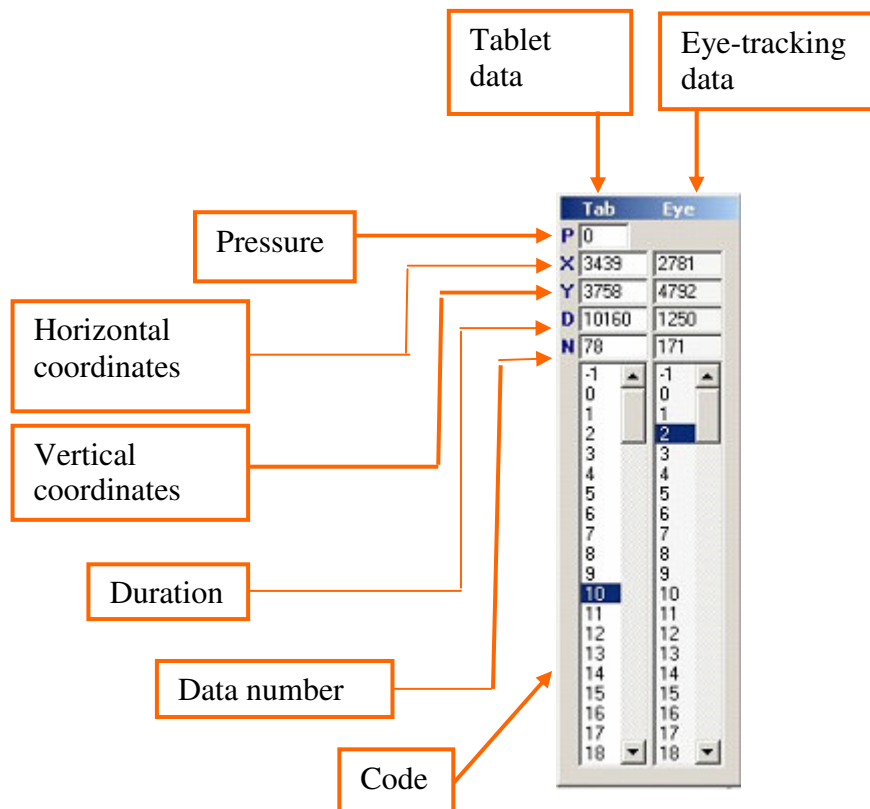 Tablet
data
Eye-tracking
data
Tab Eye
Pressure
P 0
X 3439 2781
Y 3758 4792
D 10160 1250
N 78 171
Horizontal
coordinates
Vertical
coordinates
Duration
Data number
Code
-1 -1
0 0
1 1
2 2
3 3
4 4
5 5
6 6
7 7
8 8
9 9
10 10
11 11
12 12
13 13
14 14
15 15
16 16
17 17
18 18